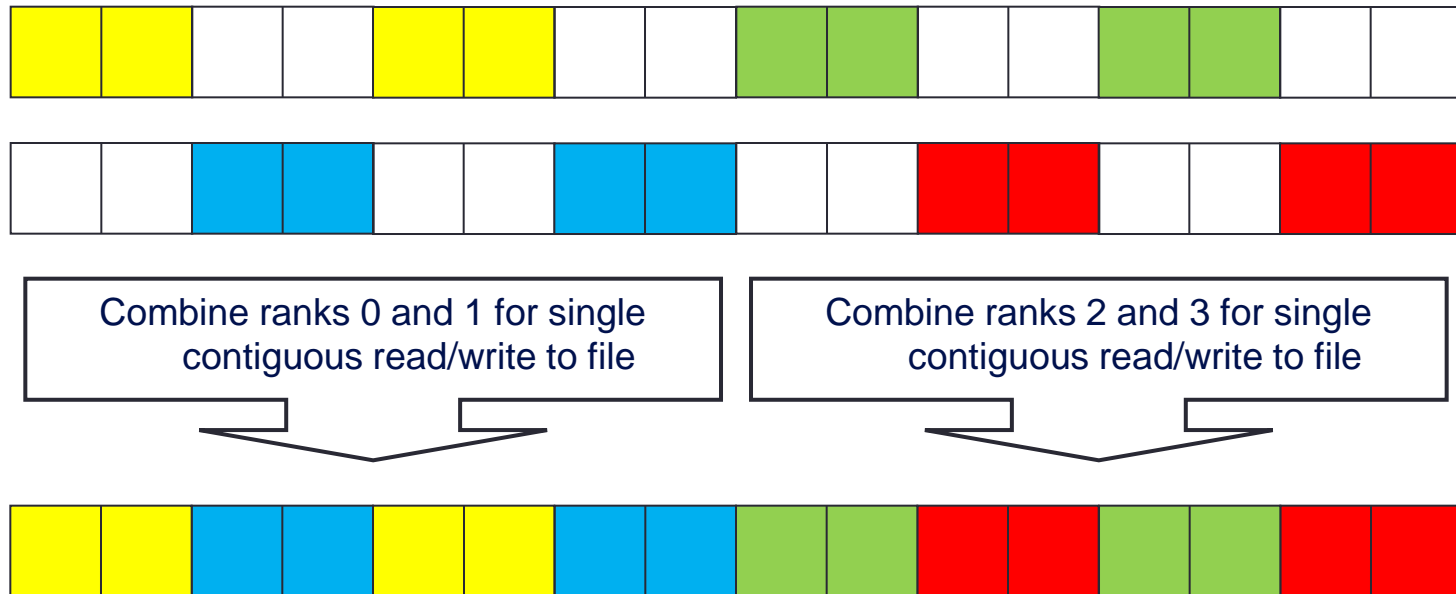 Combine ranks 0 and 1 for single
contiguous read/write to file
Combine ranks 2 and 3 for single
contiguous read/write to file